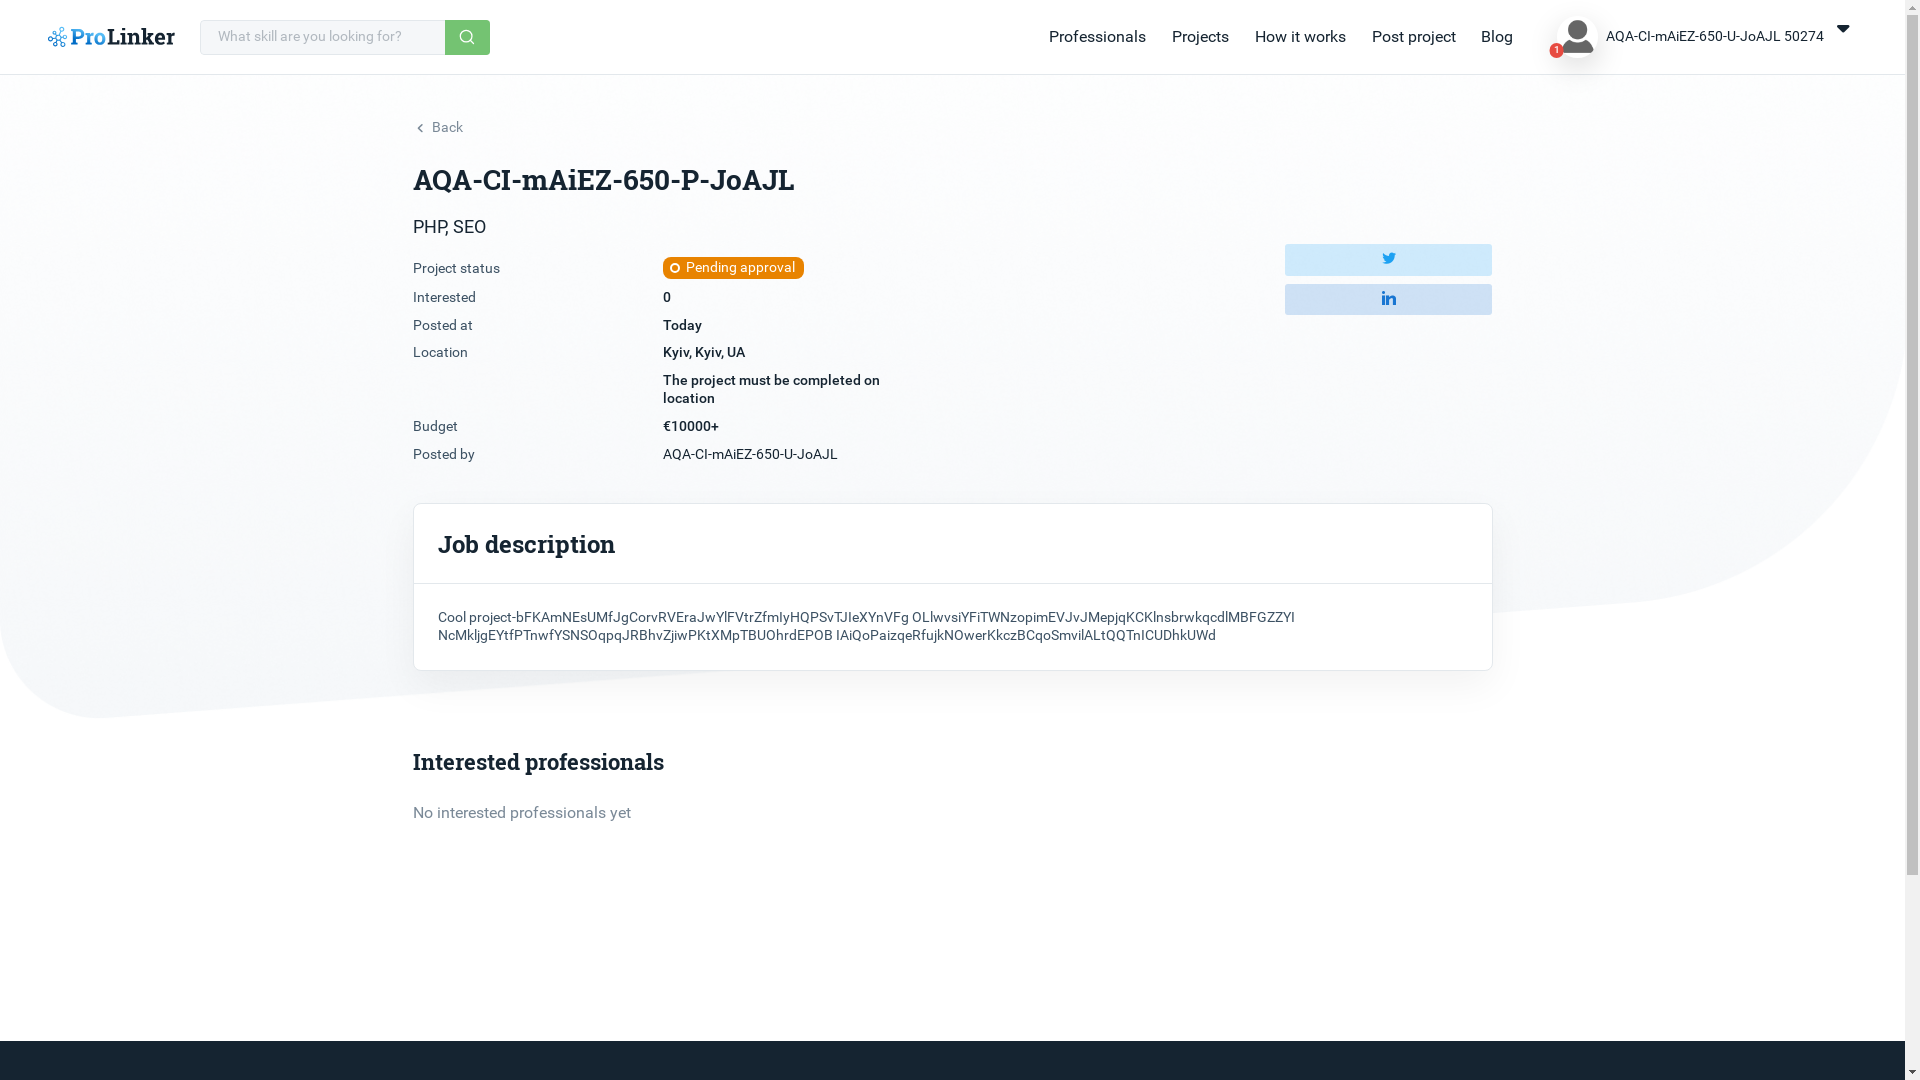 ProLinker
What skill are you looking for?
Professionals
Projects
How it works
Post project
Blog
1
AQA-CI-mAiEZ-650-U-JoAJL 50274
Back
AQA-CI-mAiEZ-650-P-JoAJL
PHP, SEO
Project status
Pending approval
Interested
0
Posted at
Today
Location
Kyiv, Kyiv, UA
The project must be completed on
location
Budget
€10000+
Posted by
AQA-CI-mAiEZ-650-U-JoAJL
Job description
Cool project-bFKAmNEsUMfJgCorvRVEraJwYlFVtrZfmIyHQPSvTJIeXYnVFg OLlwvsiYFiTWNzopimEVJvJMepjqKCKlnsbrwkqcdlMBFGZZYI
NcMkljgEYtfPTnwfYSNSOqpqJRBhvZjiwPKtXMpTBUOhrdEPOB IAiQoPaizqeRfujkNOwerKkczBCqoSmvilALtQQTnICUDhkUWd
Interested professionals
No interested professionals yet